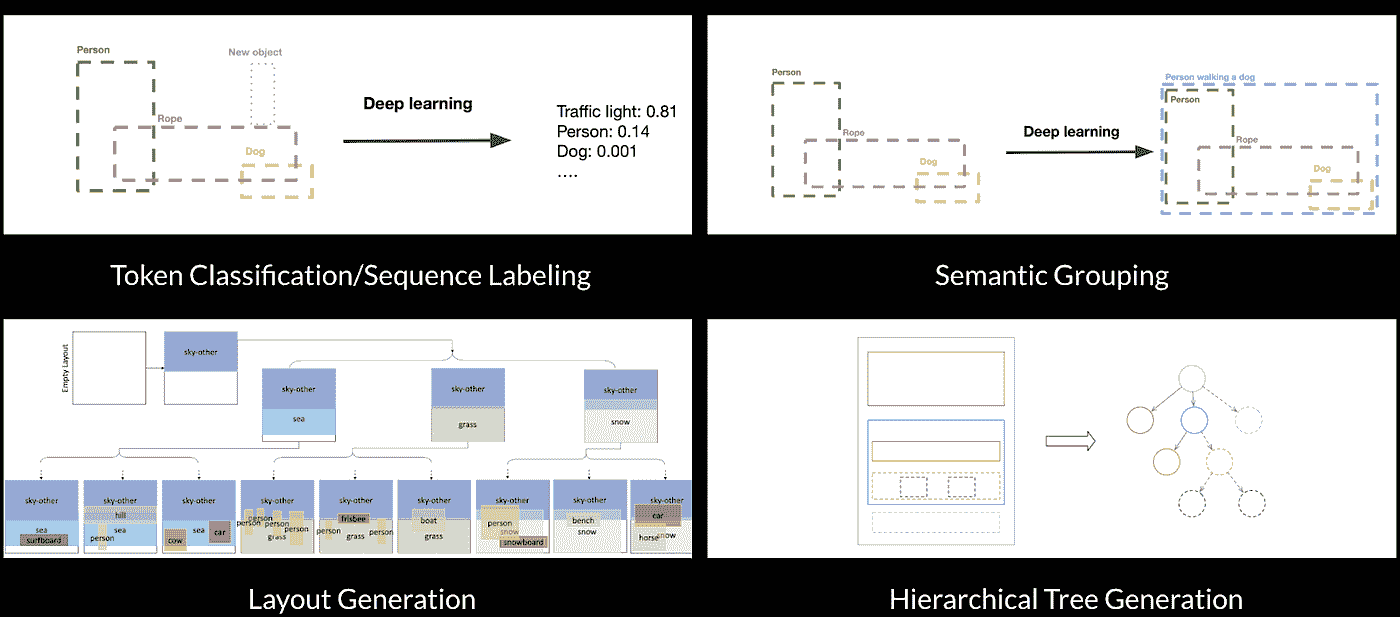 Person
New object
Rope
Dog
Deep learning
Traffic light: 0.81
Person: 0.14
Dog: 0.001
....
Token Classification/Sequence Labeling
Person
Rope
Dog
Deep learning
Person walking a dog
Person
Rope
Dog
Semantic Grouping
Empty Layout
sky-other
sky-other
sea
sky-other
grass
sky-other
snow
sky-other
sea
surfboard
sky-other
hill
sea
person
sky-other
sea
car
cow
sky-other
person
person
person
person
grass
sky-other
frisbee
person
grass
sky-other
boat
grass
sky-other
person
snow
snowboard
sky-other
bench
snow
sky-other
car
horse
snow
Layout Generation
Hierarchical Tree Generation